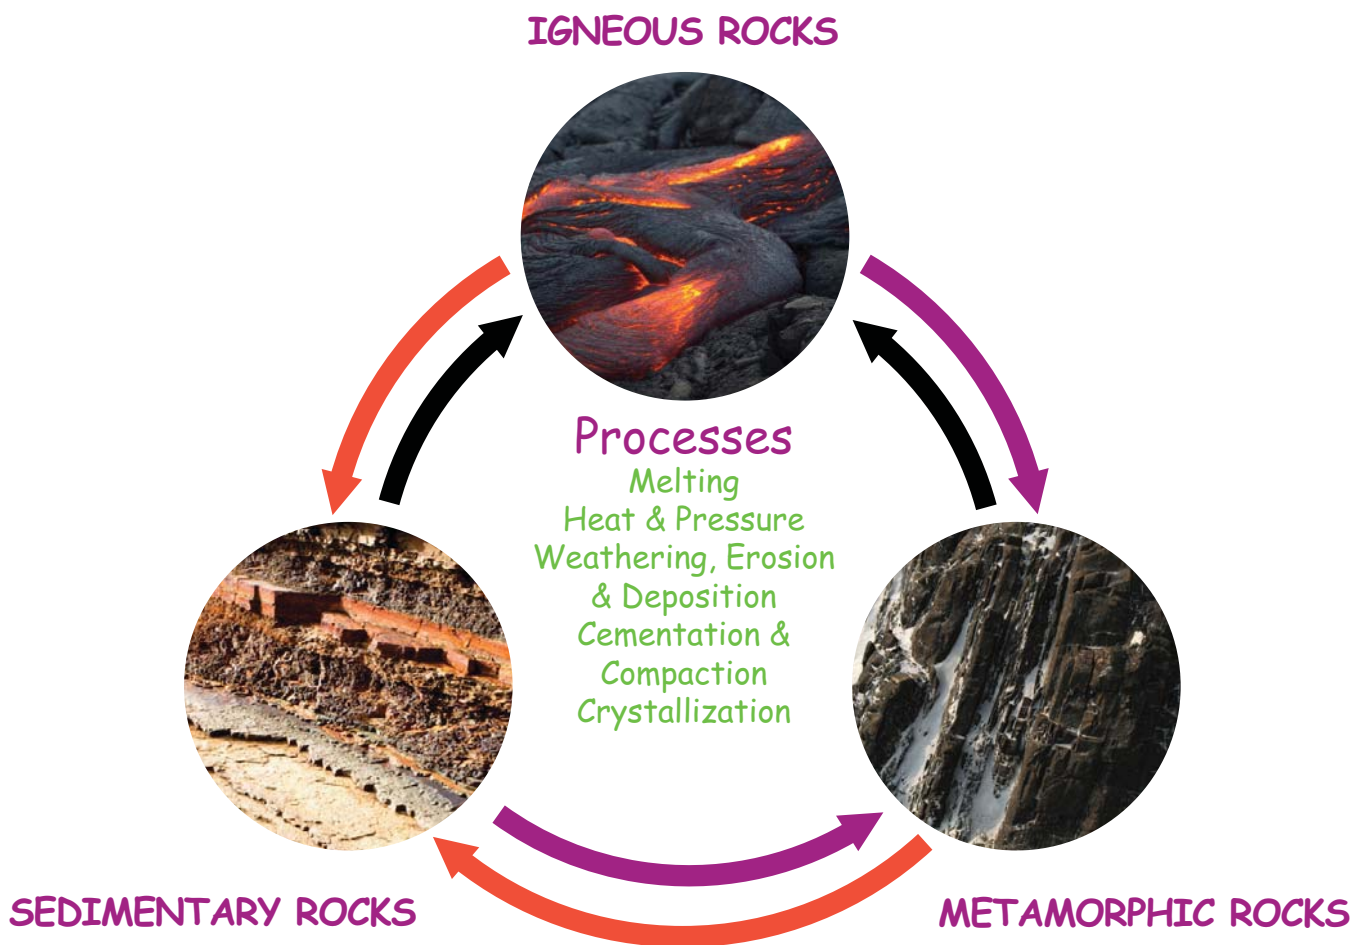 IGNEOUS ROCKS
Processes
Melting
Heat & Pressure
Weathering, Erosion
& Deposition
Cementation &
Compaction
Crystallization
SEDIMENTARY ROCKS
METAMORPHIC ROCKS